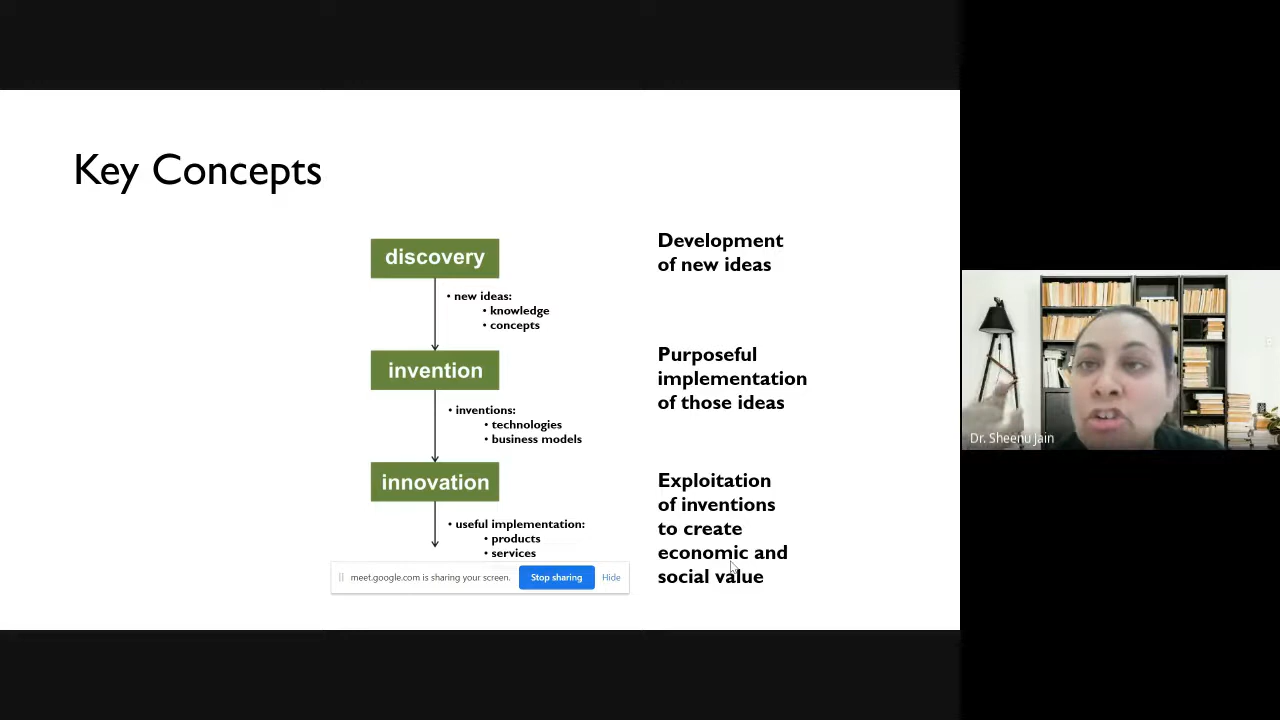 Key Concepts
discovery
• new ideas:
• knowledge
• concepts
Development
of new ideas
invention
• inventions:
• technologies
• business models
Purposeful
implementation
of those ideas
innovation
• useful implementation:
• products
• services
Exploitation
of inventions
to create
economic and
social value
meet.google.com is sharing your screen. Stop sharing Hide
Dr. Sheenu Jain